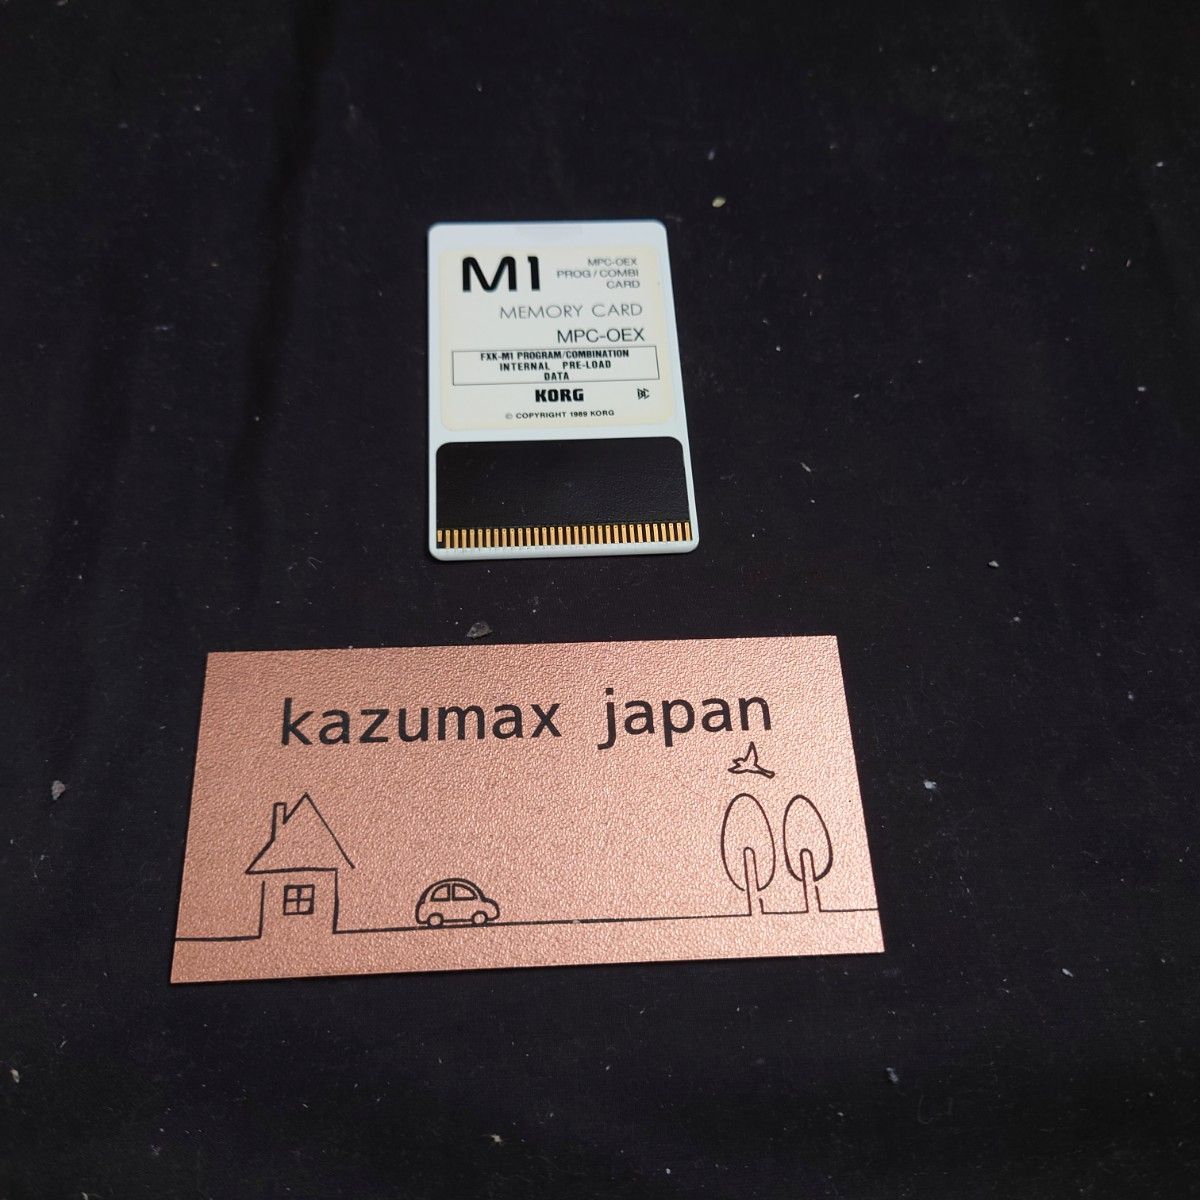 M1
MPC-OEX
PROG/COMBI
CARD
MEMORY CARD
MPC-OEX
FXK-M1 PROGRAM/COMBINATION
INTERNAL PRE-LOAD
DATA
KORG
© COPYRIGHT 1989 KORG
kazumax japan